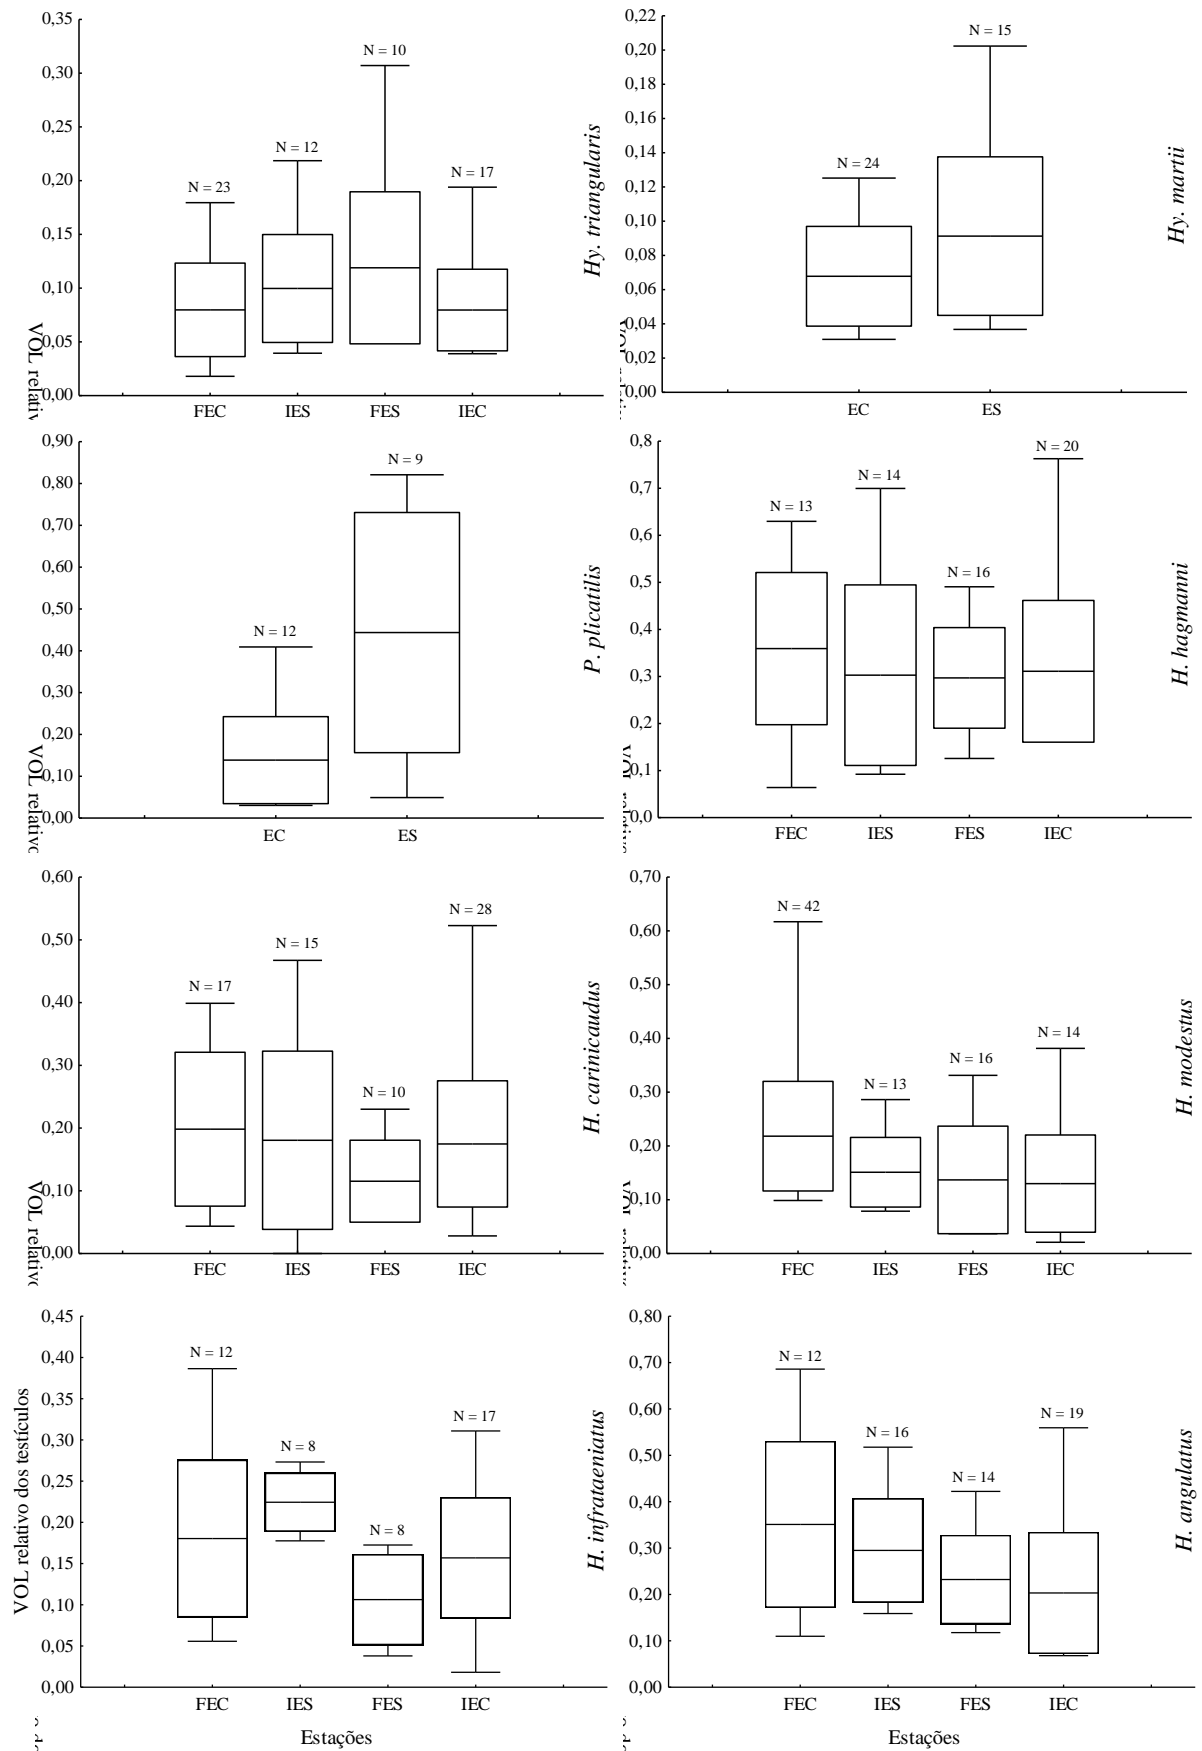 0,35
0,30
0,25
0,20
0,15
0,10
0,05
0,00
N = 23
N = 12
N = 10
N = 17
FEC IES FES IEC
VOL relativ
Hy. triangularis
0,22
0,20
0,18
0,16
0,14
0,12
0,10
0,08
0,06
0,04
0,02
0,00
N = 24
N = 15
EC ES
Hy. martii
0,90
0,80
0,70
0,60
0,50
0,40
0,30
0,20
0,10
0,00
N = 12
N = 9
EC ES
VOL relativo
P. plicatilis
0,8
0,7
0,6
0,5
0,4
0,3
0,2
0,1
0,0
N = 13
N = 14
N = 16
N = 20
FEC IES FES IEC
H. hagmanni
0,60
0,50
0,40
0,30
0,20
0,10
0,00
N = 17
N = 15
N = 10
N = 28
FEC IES FES IEC
VOL relativo
H. carinicaudus
0,70
0,60
0,50
0,40
0,30
0,20
0,10
0,00
N = 42
N = 13
N = 16
N = 14
FEC IES FES IEC
H. modestus
0,45
0,40
0,35
0,30
0,25
0,20
0,15
0,10
0,05
0,00
N = 12
N = 8
N = 8
N = 17
FEC IES FES IEC
Estações
VOL relativo dos testículos
H. infrataeniatus
0,80
0,70
0,60
0,50
0,40
0,30
0,20
0,10
0,00
N = 12
N = 16
N = 14
N = 19
FEC IES FES IEC
Estações
H. angulatus